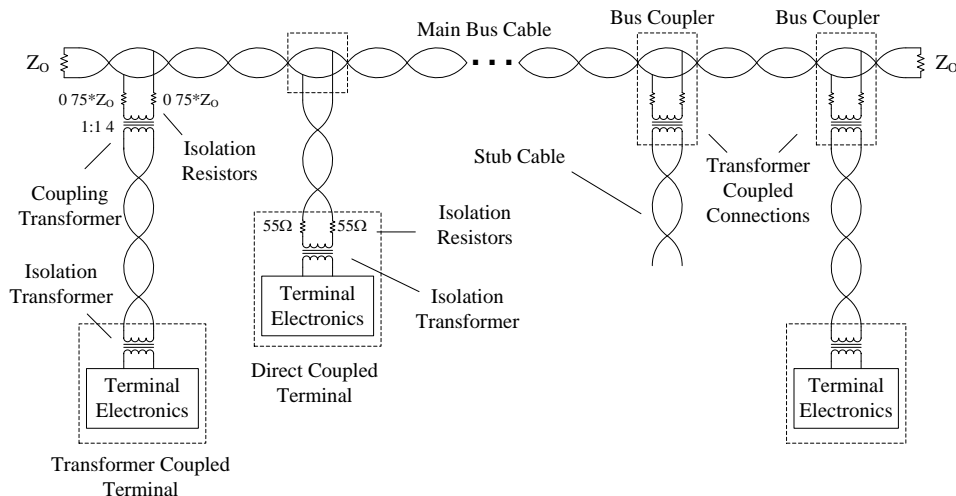 Main Bus Cable
Bus Coupler
Bus Coupler
ZO
ZO
0 75*ZO
0 75*ZO
1:1 4
Isolation
Resistors
Coupling
Transformer
Stub Cable
Transformer
Coupled
Connections
55Ω
55Ω
Isolation
Resistors
Isolation
Transformer
Terminal
Electronics
Isolation
Transformer
Direct Coupled
Terminal
Terminal
Electronics
Terminal
Electronics
Transformer Coupled
Terminal